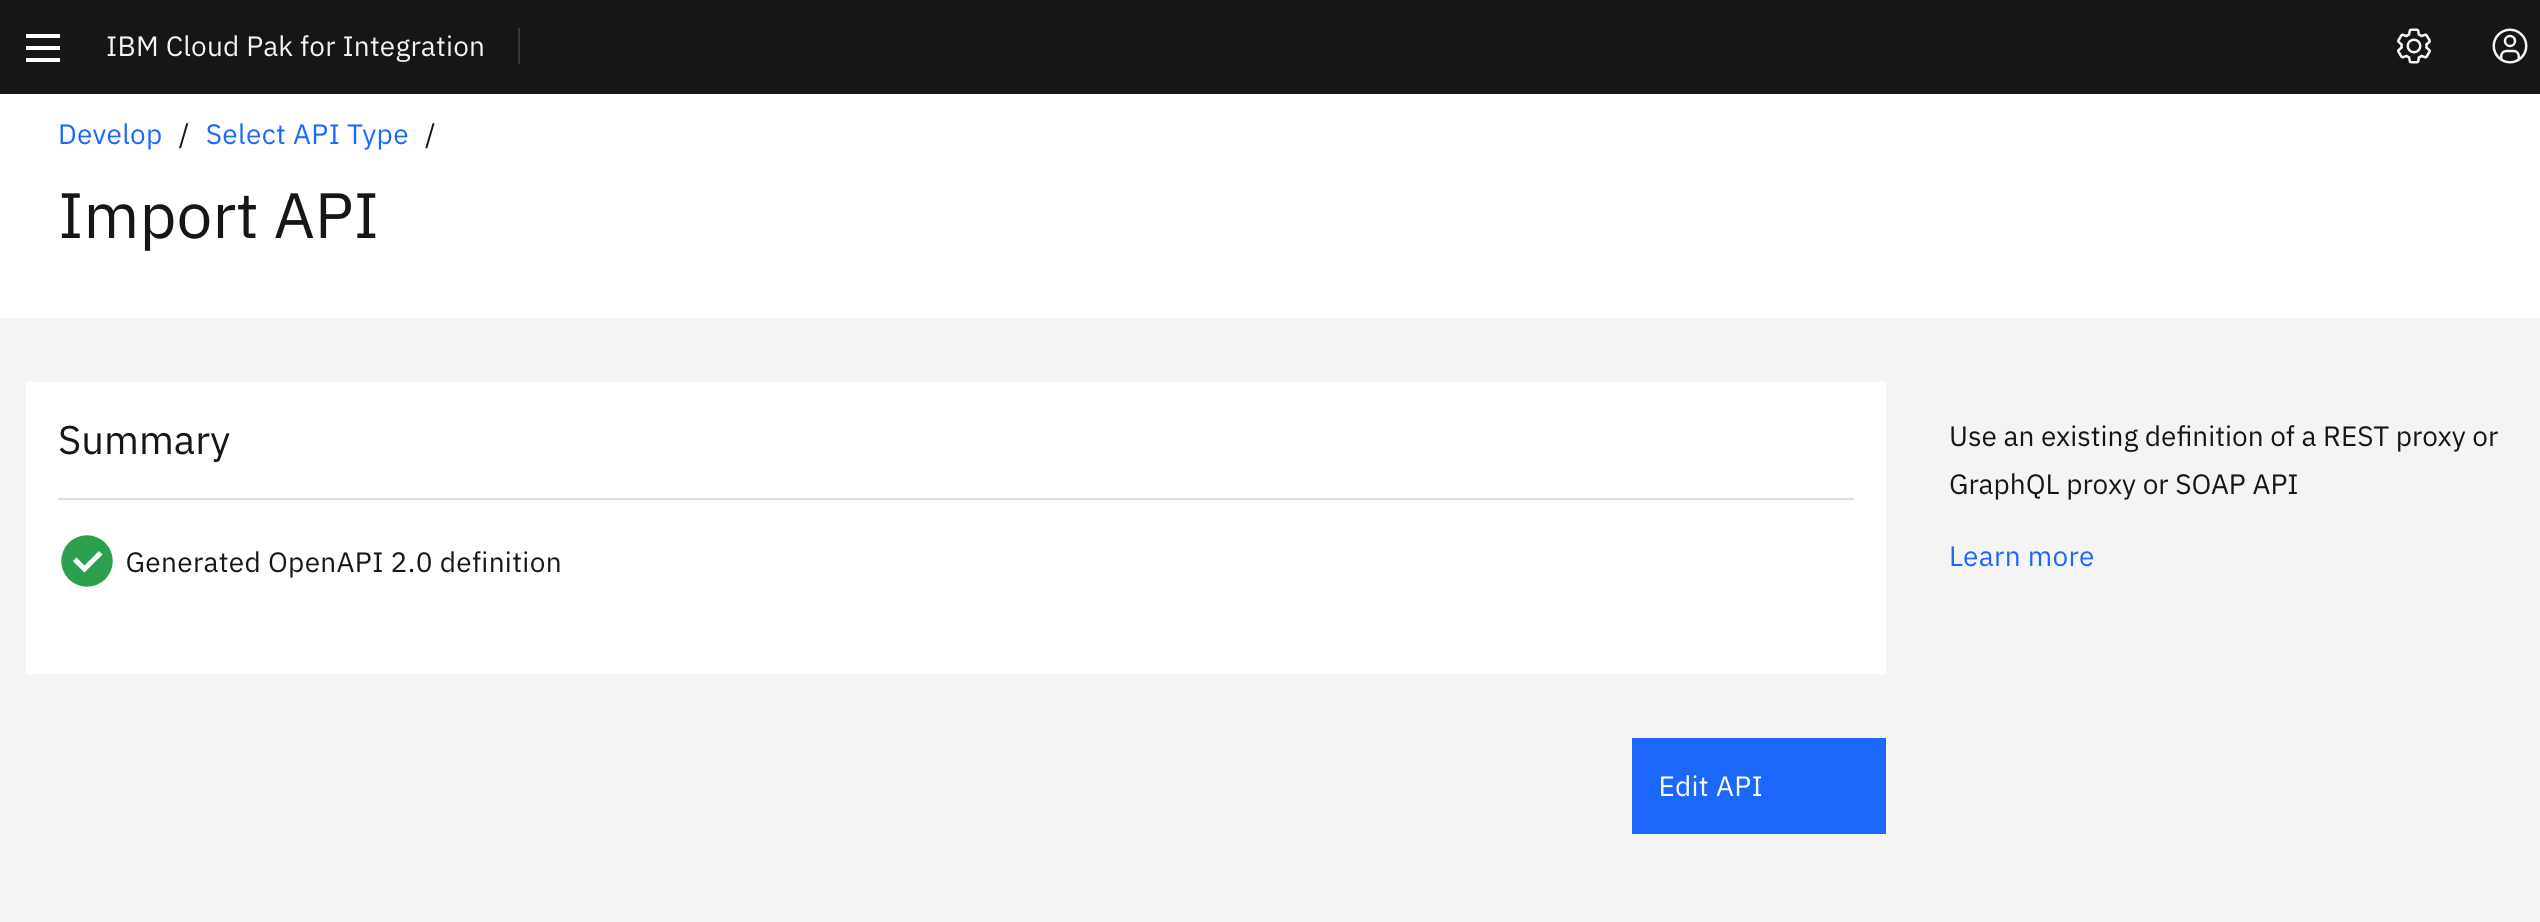 IBM Cloud Pak for Integration
Develop / Select API Type /
Import API
Summary
Generated OpenAPI 2.0 definition
Use an existing definition of a REST proxy or
GraphQL proxy or SOAP API
Learn more
Edit API